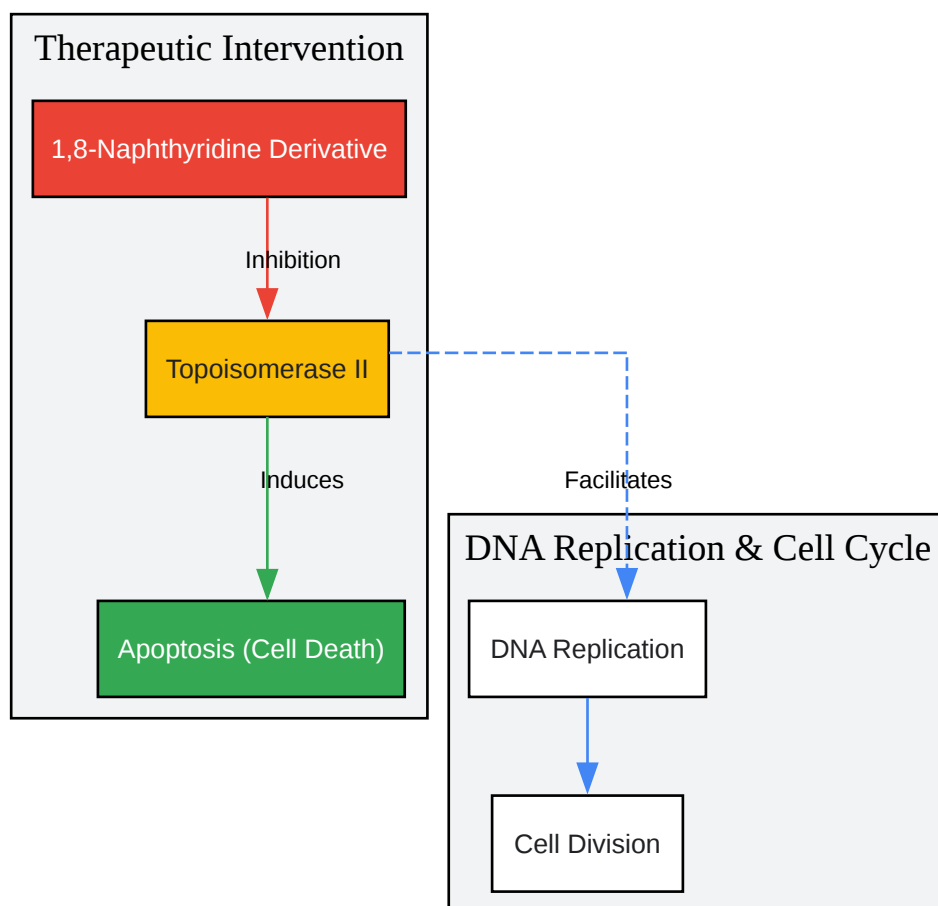 Therapeutic Intervention
1,8-Naphthyridine Derivative
Inhibition
Topoisomerase II
Induces
Apoptosis (Cell Death)
Facilitates
DNA Replication & Cell Cycle
DNA Replication
Cell Division